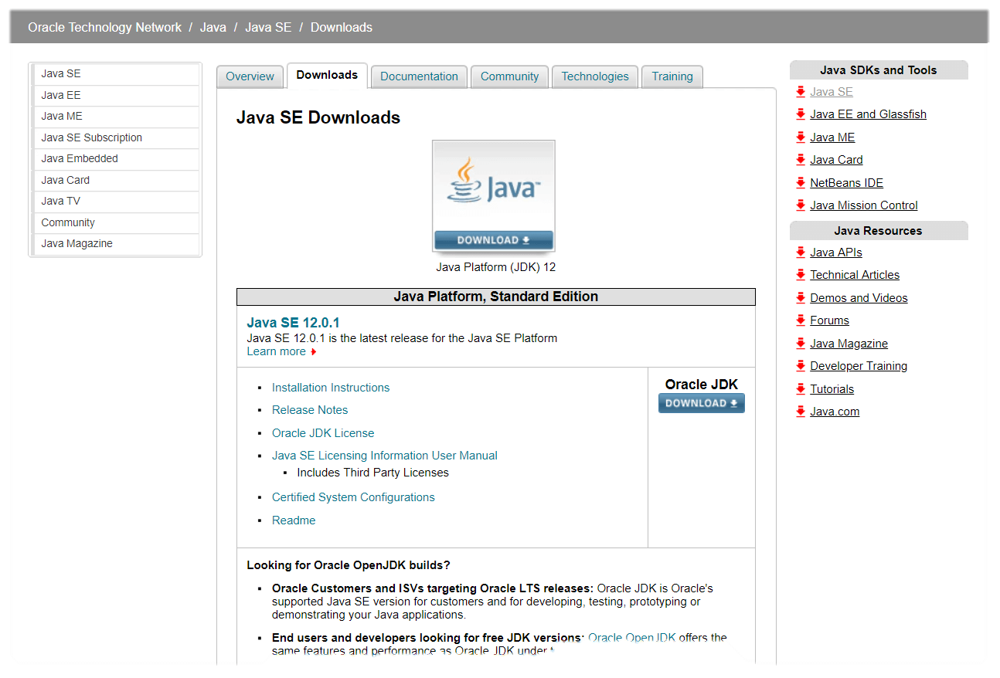 Oracle Technology Network / Java / Java SE / Downloads
Java SE
Java EE
Java ME
Java SE Subscription
Java Embedded
Java Card
Java TV
Community
Java Magazine
Overview
Downloads
Documentation
Community
Technologies
Training
Java SE Downloads
Java™
DOWNLOAD
Java Platform (JDK) 12
Java Platform, Standard Edition
Java SE 12.0.1
Java SE 12.0.1 is the latest release for the Java SE Platform
Learn more
Installation Instructions
Release Notes
Oracle JDK License
Java SE Licensing Information User Manual
Includes Third Party Licenses
Certified System Configurations
Readme
Oracle JDK
DOWNLOAD
Looking for Oracle OpenJDK builds?
Oracle Customers and ISVs targeting Oracle LTS releases: Oracle JDK is Oracle's
supported Java SE version for customers and for developing, testing, prototyping or
demonstrating your Java applications.
End users and developers looking for free JDK versions: Oracle OpenJDK offers the
same features and performance as Oracle JDK under
Java SDKs and Tools
Java SE
Java EE and Glassfish
Java ME
Java Card
NetBeans IDE
Java Mission Control
Java Resources
Java APIs
Technical Articles
Demos and Videos
Forums
Java Magazine
Developer Training
Tutorials
Java.com